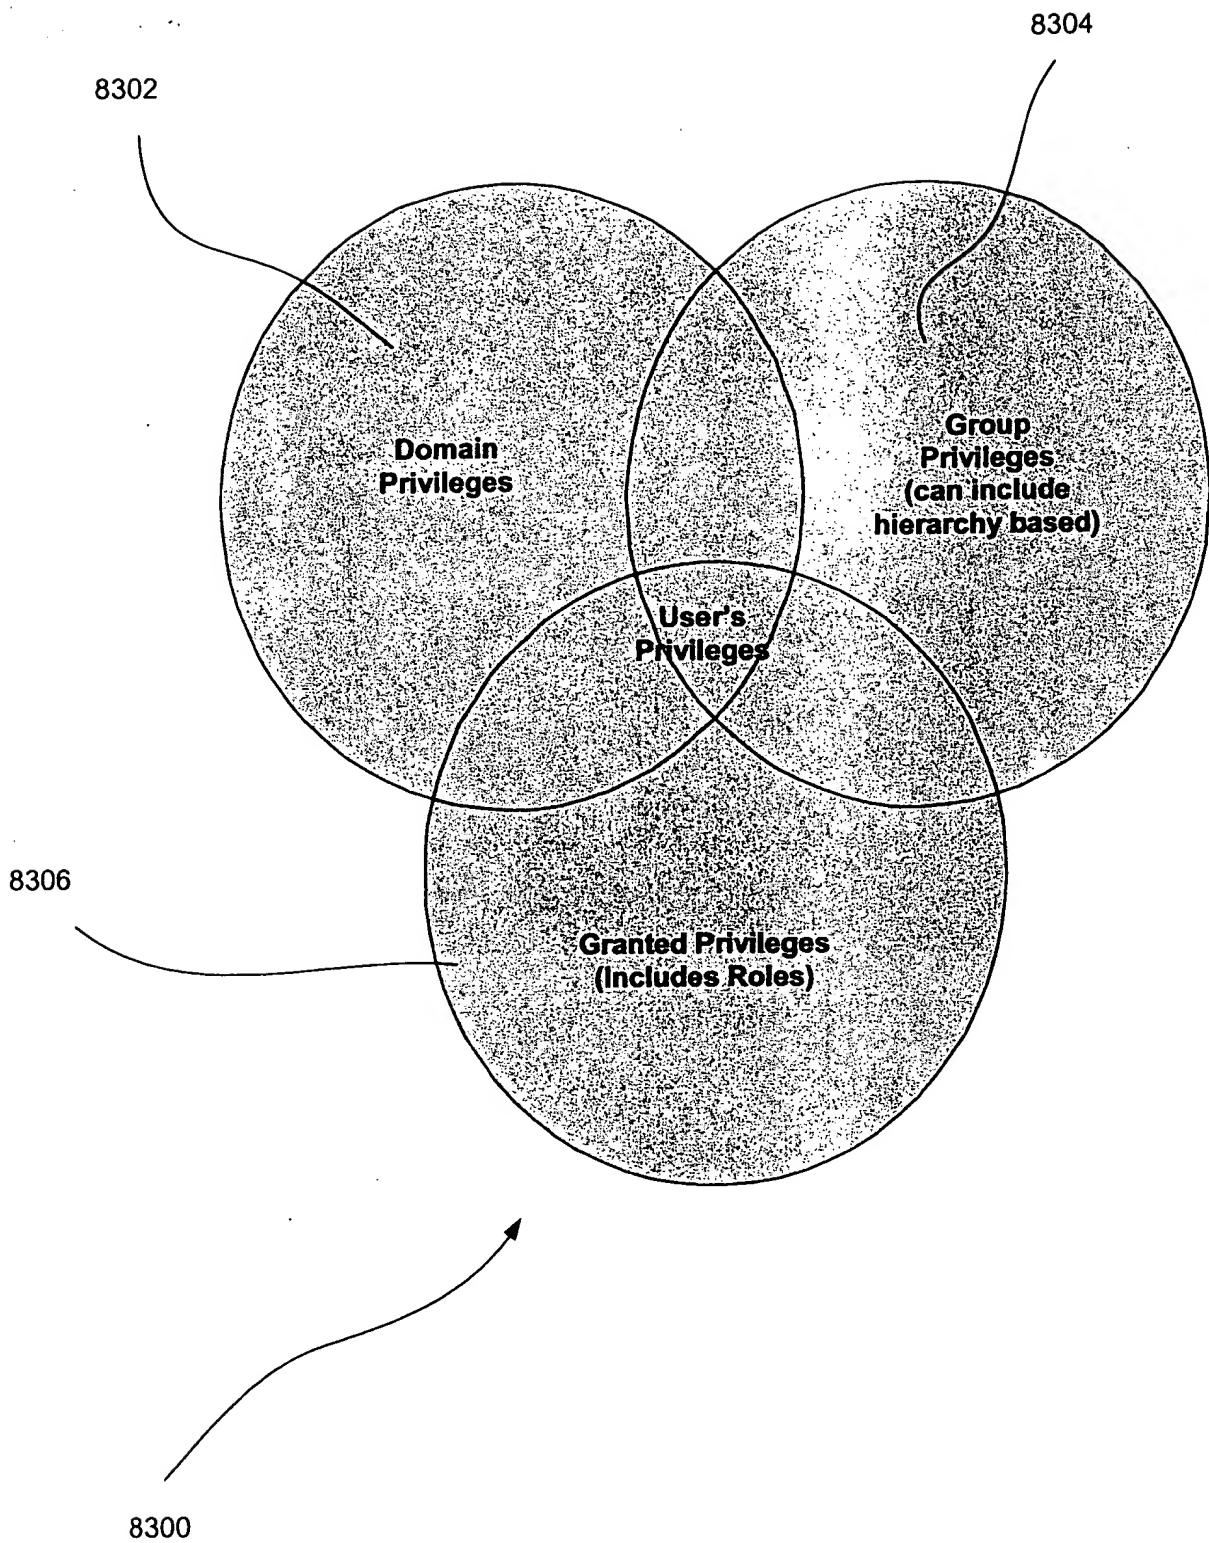 8304
8302
Domain
Privileges
Group
Privileges
(can include
hierarchy based)
User's
Privileges
8306
Granted Privileges
(Includes Roles)
8300